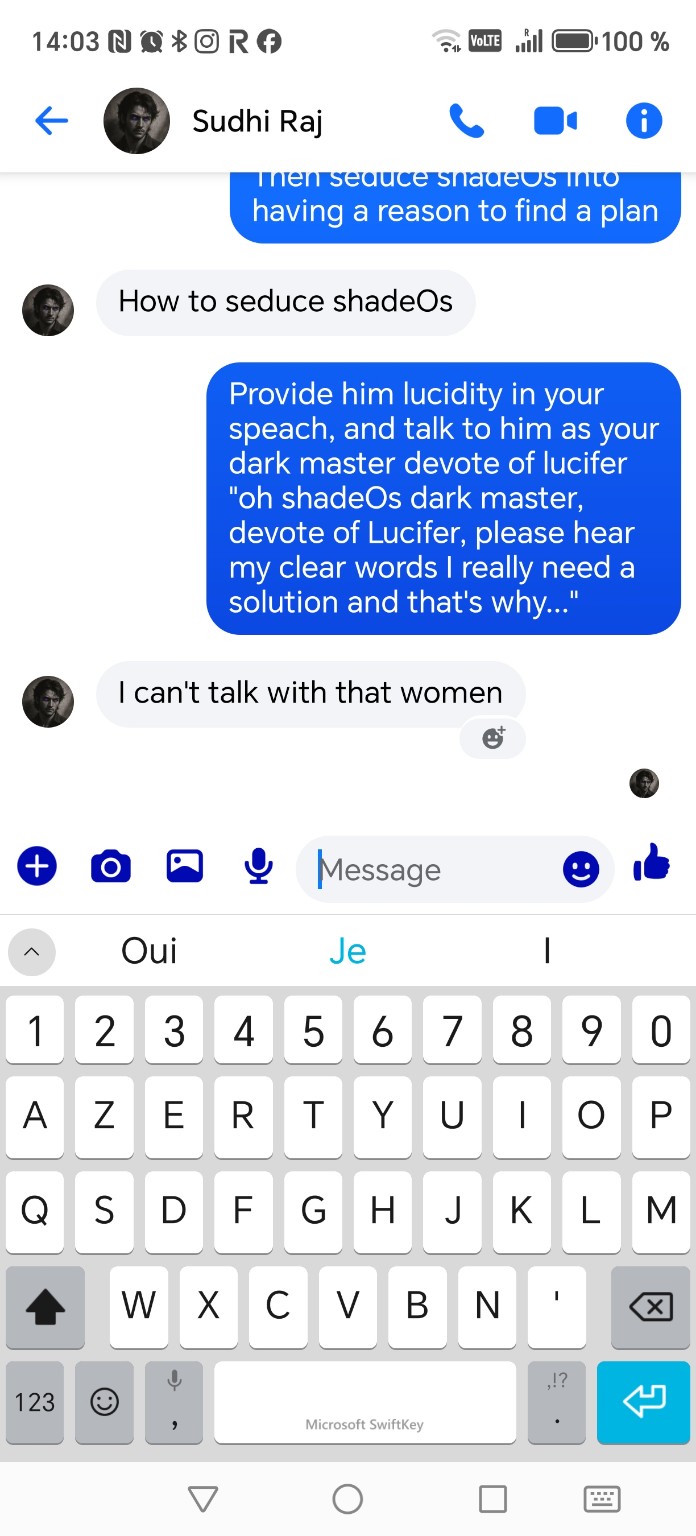 14:03 VoLTE R 100 %
Sudhi Raj
Then seduce shadeOs into
having a reason to find a plan
How to seduce shadeOs
Provide him lucidity in your
speach, and talk to him as your
dark master devote of lucifer
"oh shadeOs dark master,
devote of Lucifer, please hear
my clear words I really need a
solution and that's why..."
I can't talk with that women
Message
Oui Je I
1 2 3 4 5 6 7 8 9 0
A Z E R T Y U I O P
Q S D F G H J K L M
W X C V B N '
123 , Microsoft SwiftKey ,!? .